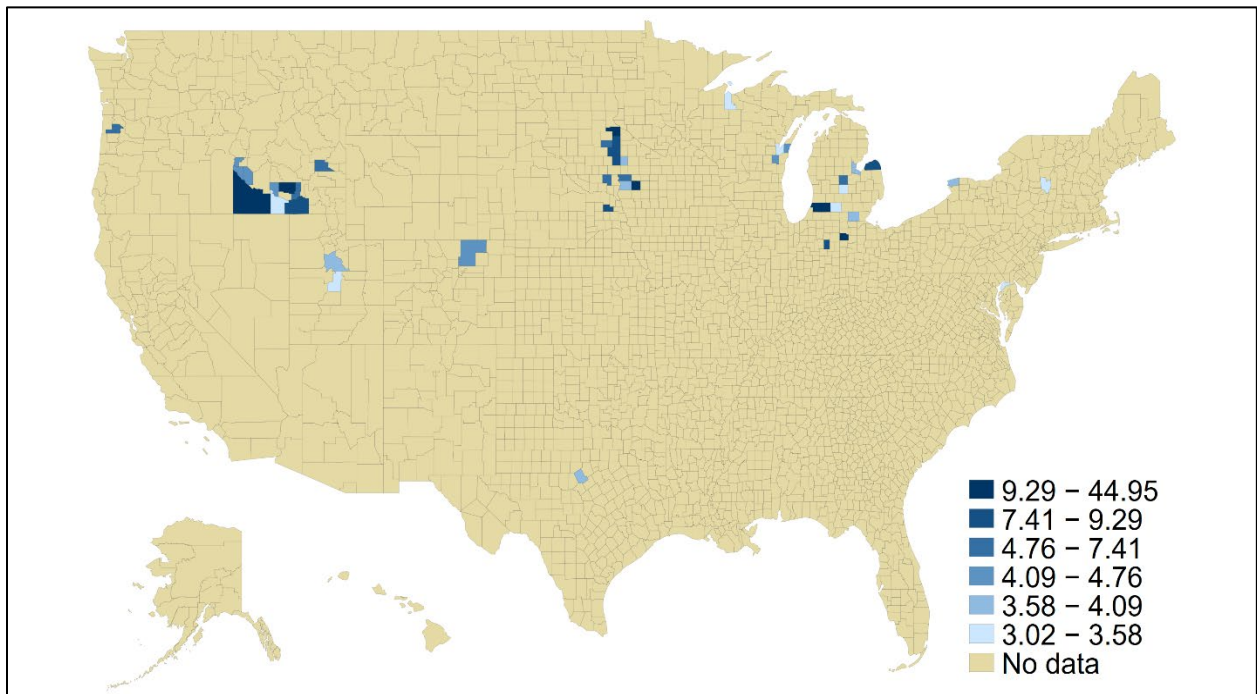 9.29 – 44.95
7.41 – 9.29
4.76 – 7.41
4.09 – 4.76
3.58 – 4.09
3.02 – 3.58
No data